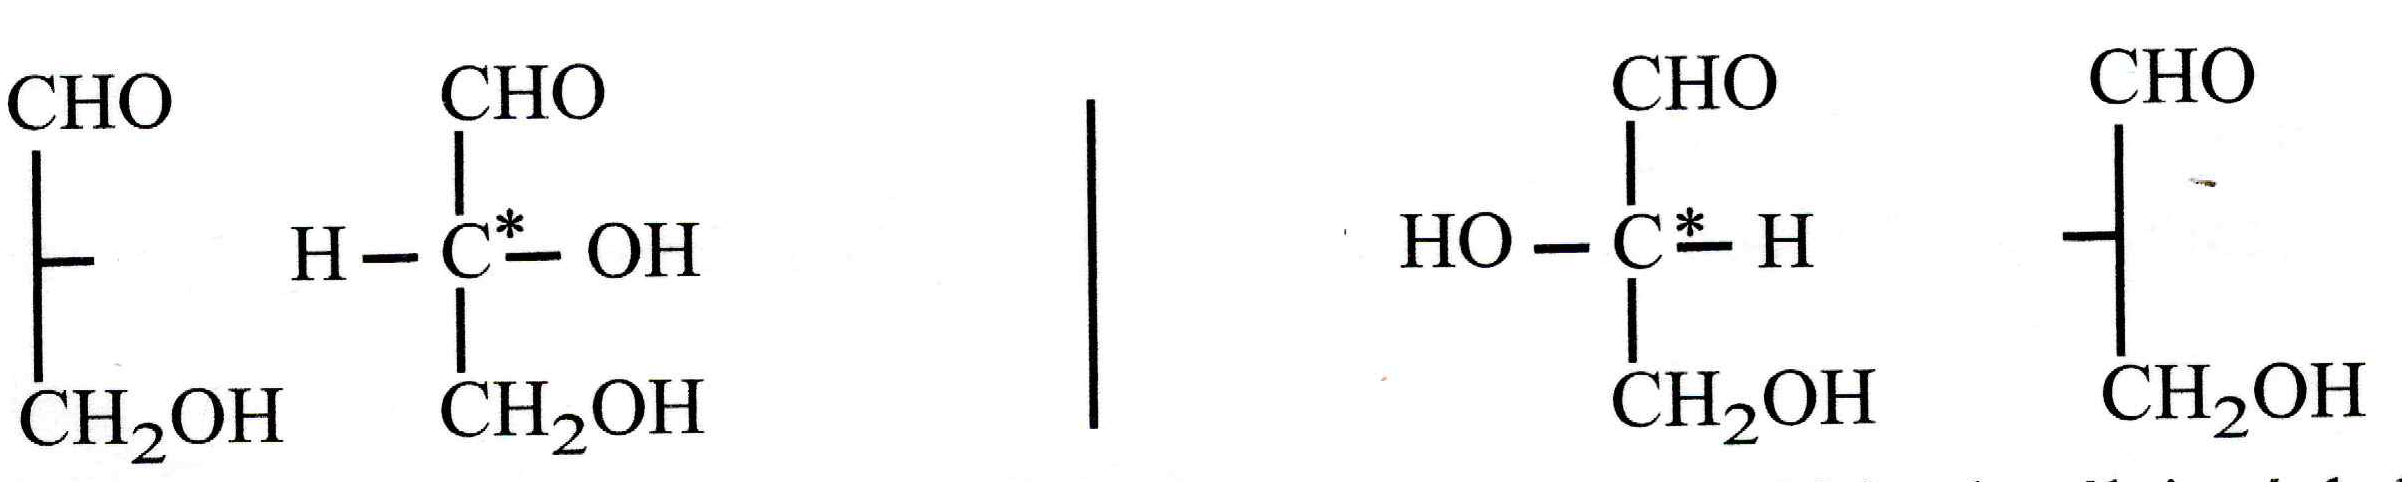 CHO CHO CHO CHO
H – C* – OH HO – C* – H
CH₂OH CH₂OH CH₂OH CH₂OH